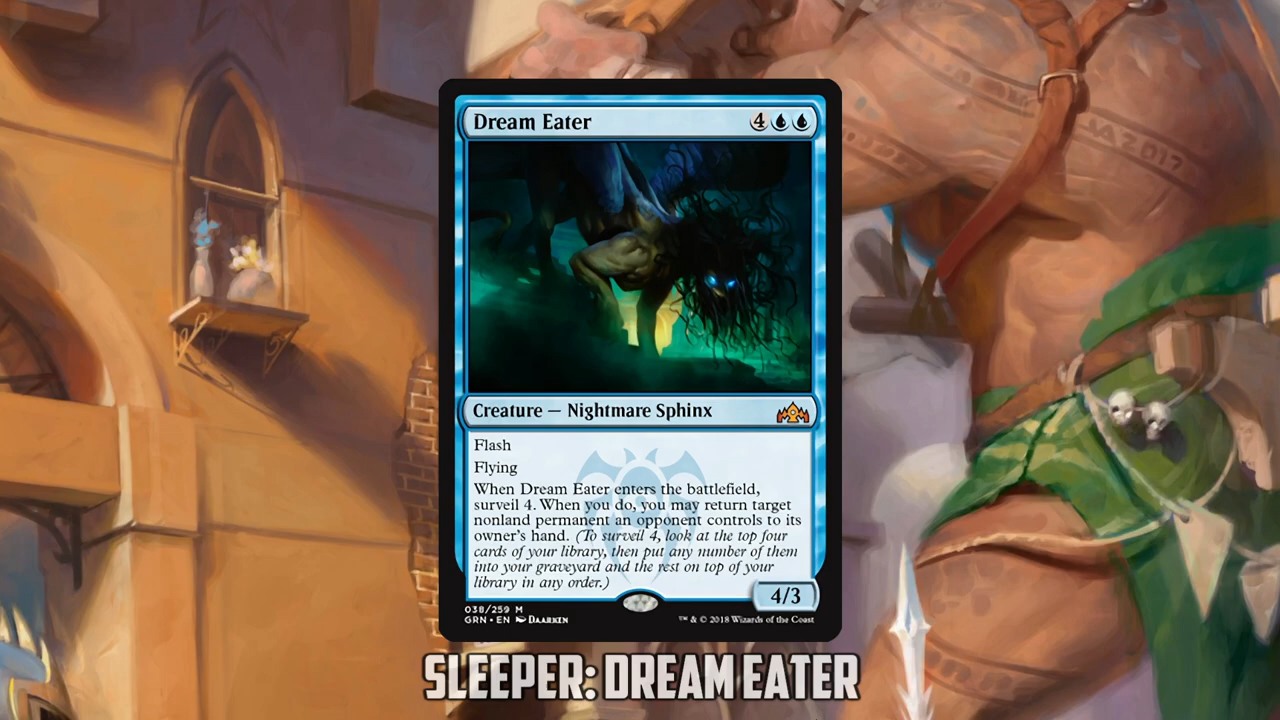 Dream Eater 4
Creature — Nightmare Sphinx
Flash
Flying
When Dream Eater enters the battlefield,
surveil 4. When you do, you may return target
nonland permanent an opponent controls to its
owner's hand. (To surveil 4, look at the top four
cards of your library, then put any number of them
into your graveyard and the rest on top of your
library in any order.)
4/3
038/259 M
GRN • EN DAARKEN
™ & © 2018 Wizards of the Coast
SLEEPER: DREAM EATER